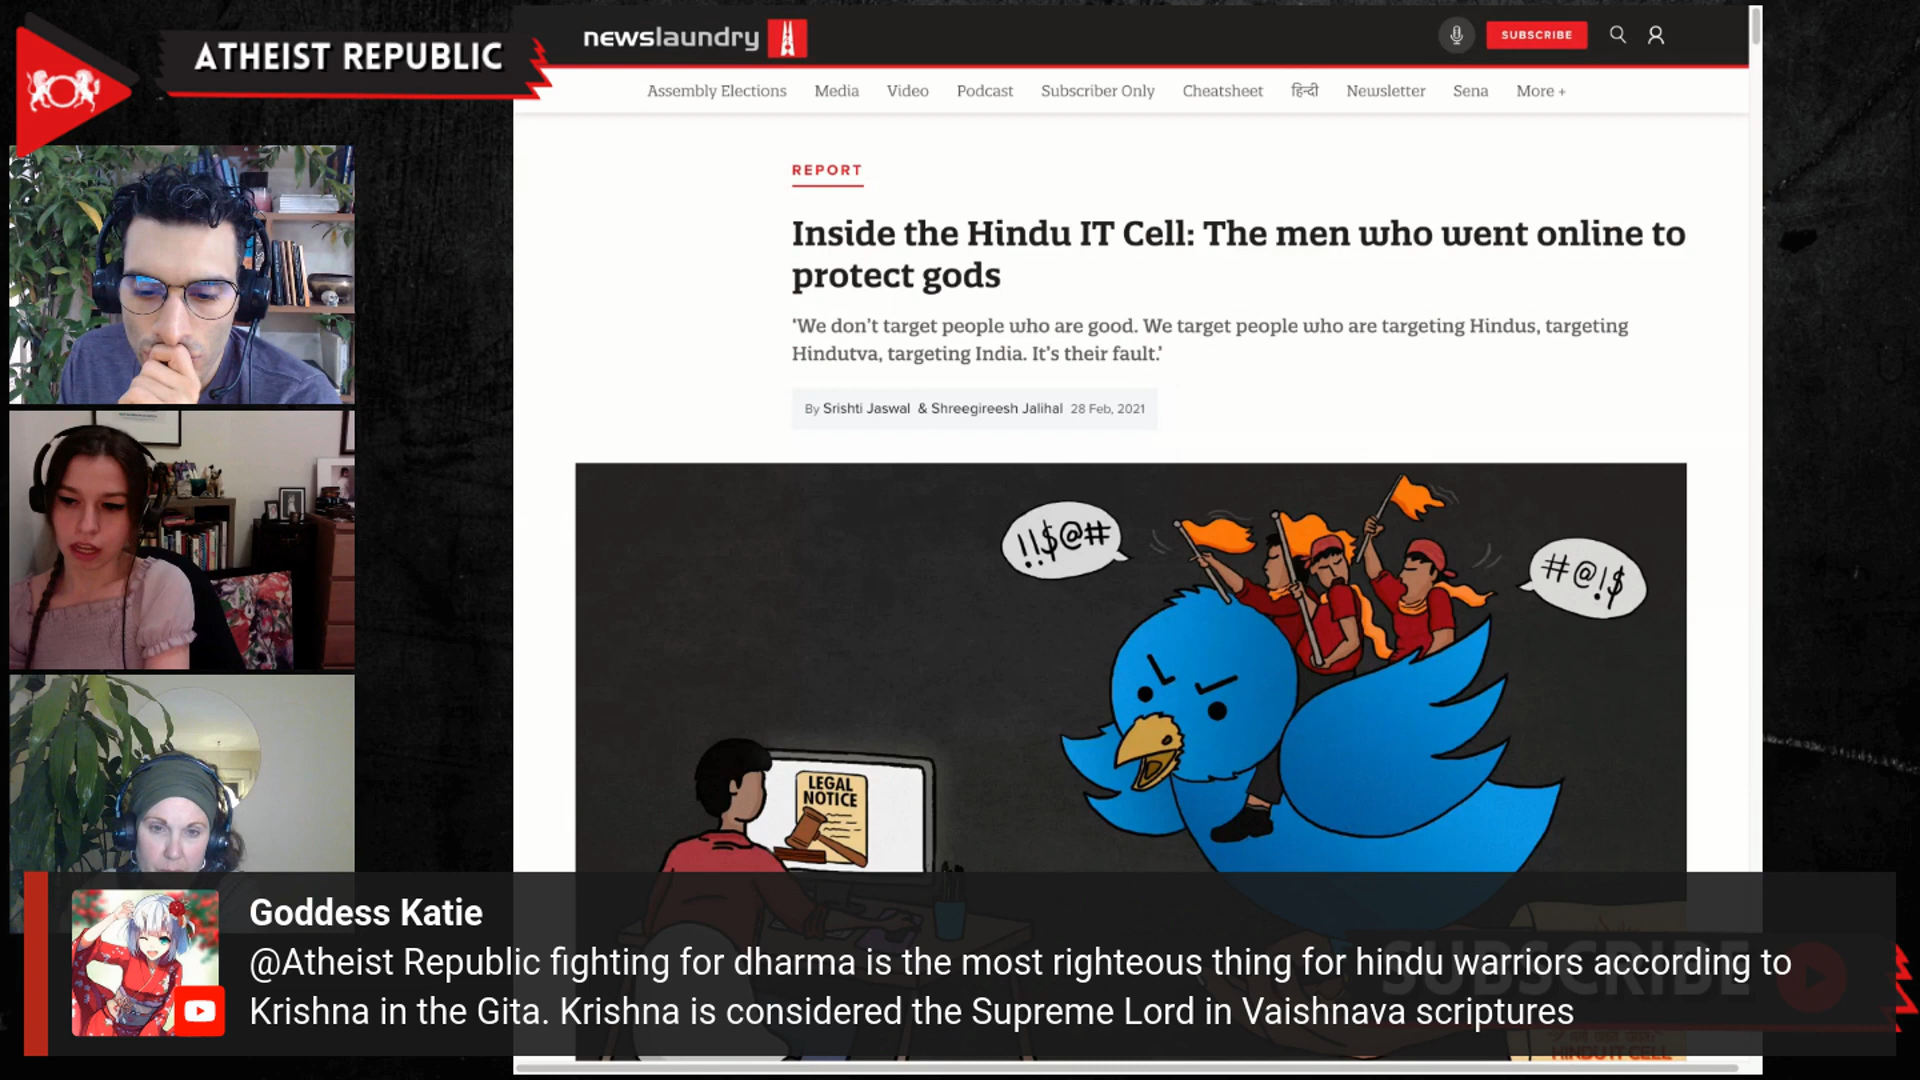 ATHEIST REPUBLIC
newslaundry
SUBSCRIBE
Assembly Elections Media Video Podcast Subscriber Only Cheatsheet हिन्दी Newsletter Sena More +
REPORT
Inside the Hindu IT Cell: The men who went online to
protect gods
'We don't target people who are good. We target people who are targeting Hindus, targeting
Hindutva, targeting India. It's their fault.'
By Srishti Jaswal & Shreegireesh Jalihal 28 Feb, 2021
!!$@#
#@!$
LEGAL
NOTICE
Goddess Katie
@Atheist Republic fighting for dharma is the most righteous thing for hindu warriors according to
Krishna in the Gita. Krishna is considered the Supreme Lord in Vaishnava scriptures
SUBSCRIBE
HINDU IT CELL